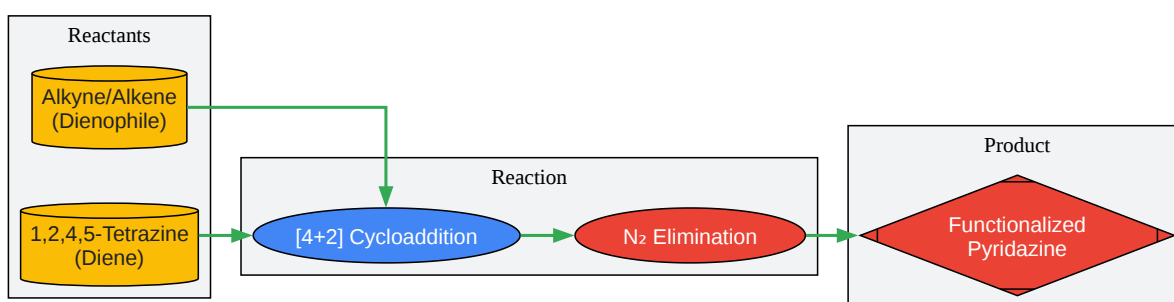 Reactants
Alkyne/Alkene
(Dienophile)
1,2,4,5-Tetrazine
(Diene)
Reaction
[4+2] Cycloaddition
N₂ Elimination
Product
Functionalized
Pyridazine